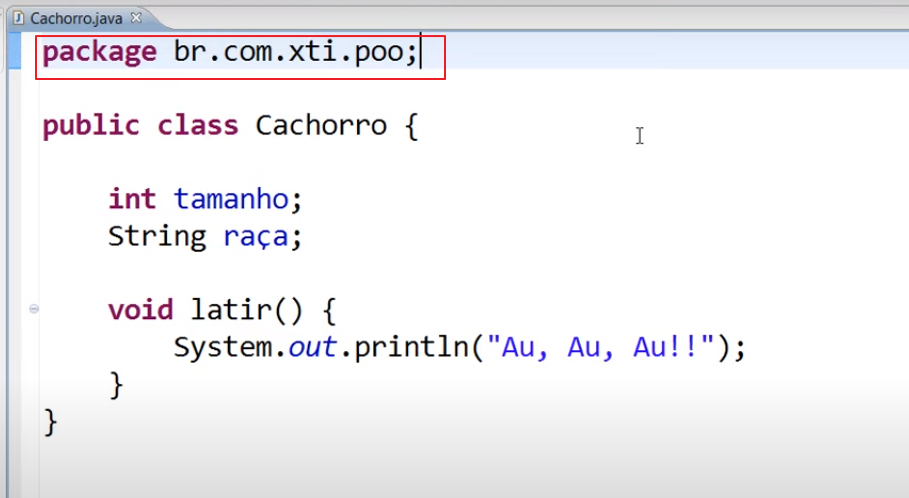 Cachorro.java
package br.com.xti.poo;
public class Cachorro {
int tamanho;
String raça;
void latir() {
System.out.println("Au, Au, Au!!");
}
}